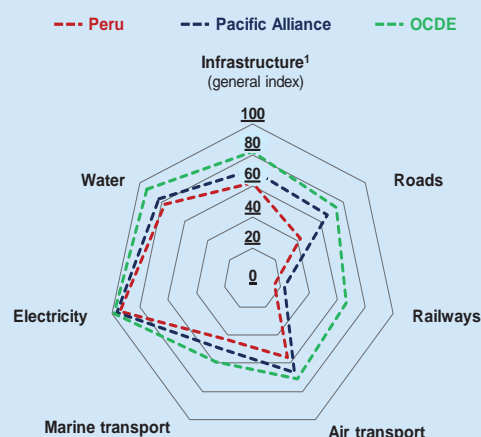 Peru Pacific Alliance OCDE
Infrastructure¹
(general index)
100
80
60
40
20
0
Water
Roads
Electricity
Railways
Marine transport
Air transport